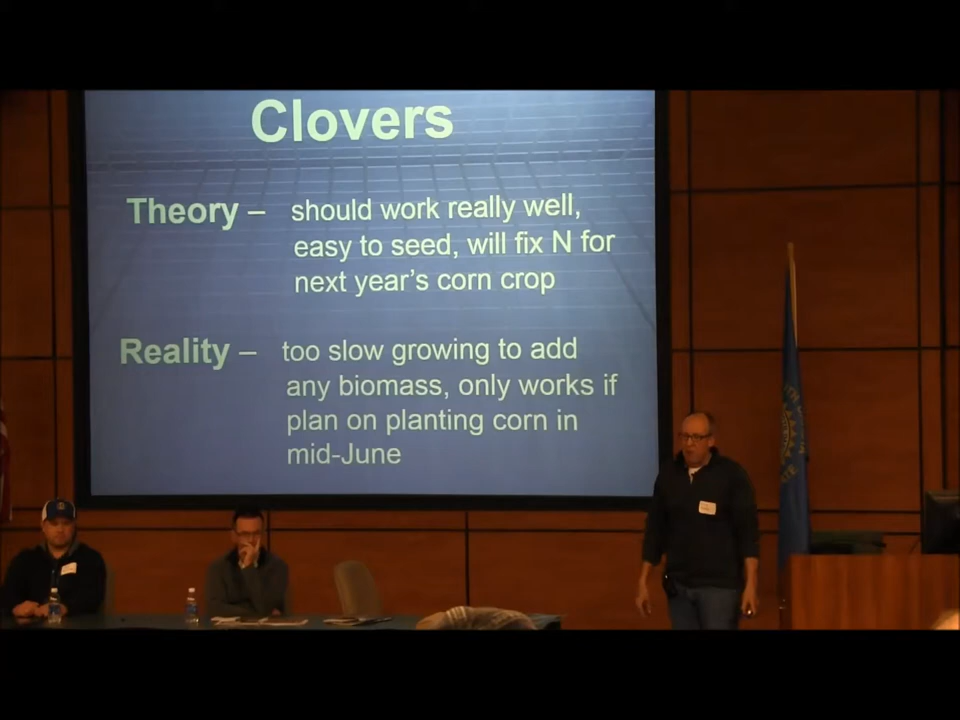 Clovers
Theory – should work really well,
easy to seed, will fix N for
next year's corn crop
Reality – too slow growing to add
any biomass, only works if
plan on planting corn in
mid-June